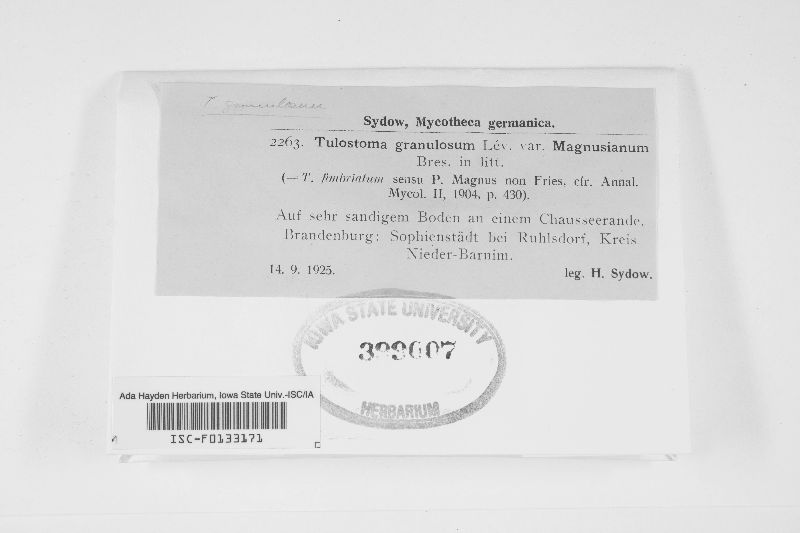 T. granulosum
Sydow, Mycotheca germanica.
2263. Tulostoma granulosum Lév. var. Magnusianum
Bres. in litt.
(= T. fimbriatum sensu P. Magnus non Fries, cfr. Annal.
Mycol. II, 1904, p. 430).
Auf sehr sandigem Boden an einem Chausseerande.
Brandenburg: Sophienstädt bei Ruhlsdorf, Kreis
Nieder-Barnim.
14. 9. 1925. leg. H. Sydow.
IOWA STATE UNIVERSITY
399607
HERBARIUM
Ada Hayden Herbarium, Iowa State Univ.-ISC/IA
ISC-F0133171